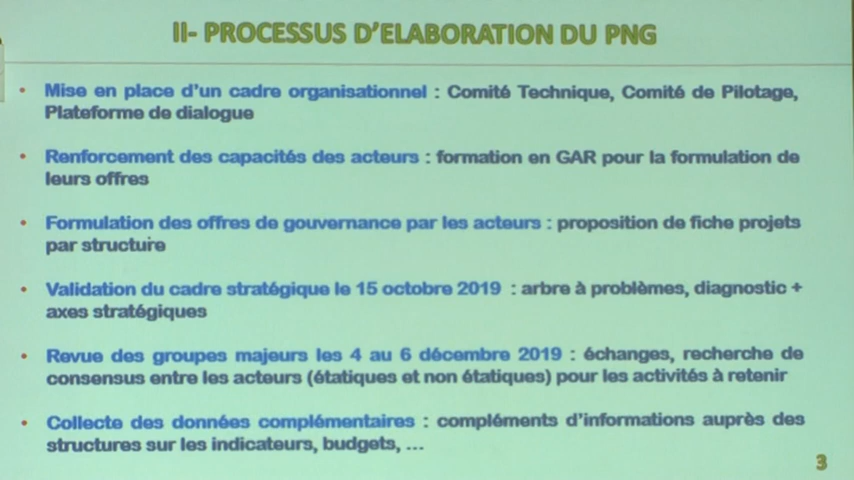 II- PROCESSUS D'ELABORATION DU PNG
• Mise en place d'un cadre organisationnel : Comité Technique, Comité de Pilotage,
Plateforme de dialogue
• Renforcement des capacités des acteurs : formation en GAR pour la formulation de
leurs offres
• Formulation des offres de gouvernance par les acteurs : proposition de fiche projets
par structure
• Validation du cadre stratégique le 15 octobre 2019 : arbre à problèmes, diagnostic +
axes stratégiques
• Revue des groupes majeurs les 4 au 6 décembre 2019 : échanges, recherche de
consensus entre les acteurs (étatiques et non étatiques) pour les activités à retenir
• Collecte des données complémentaires : compléments d'informations auprès des
structures sur les indicateurs, budgets, ...
3